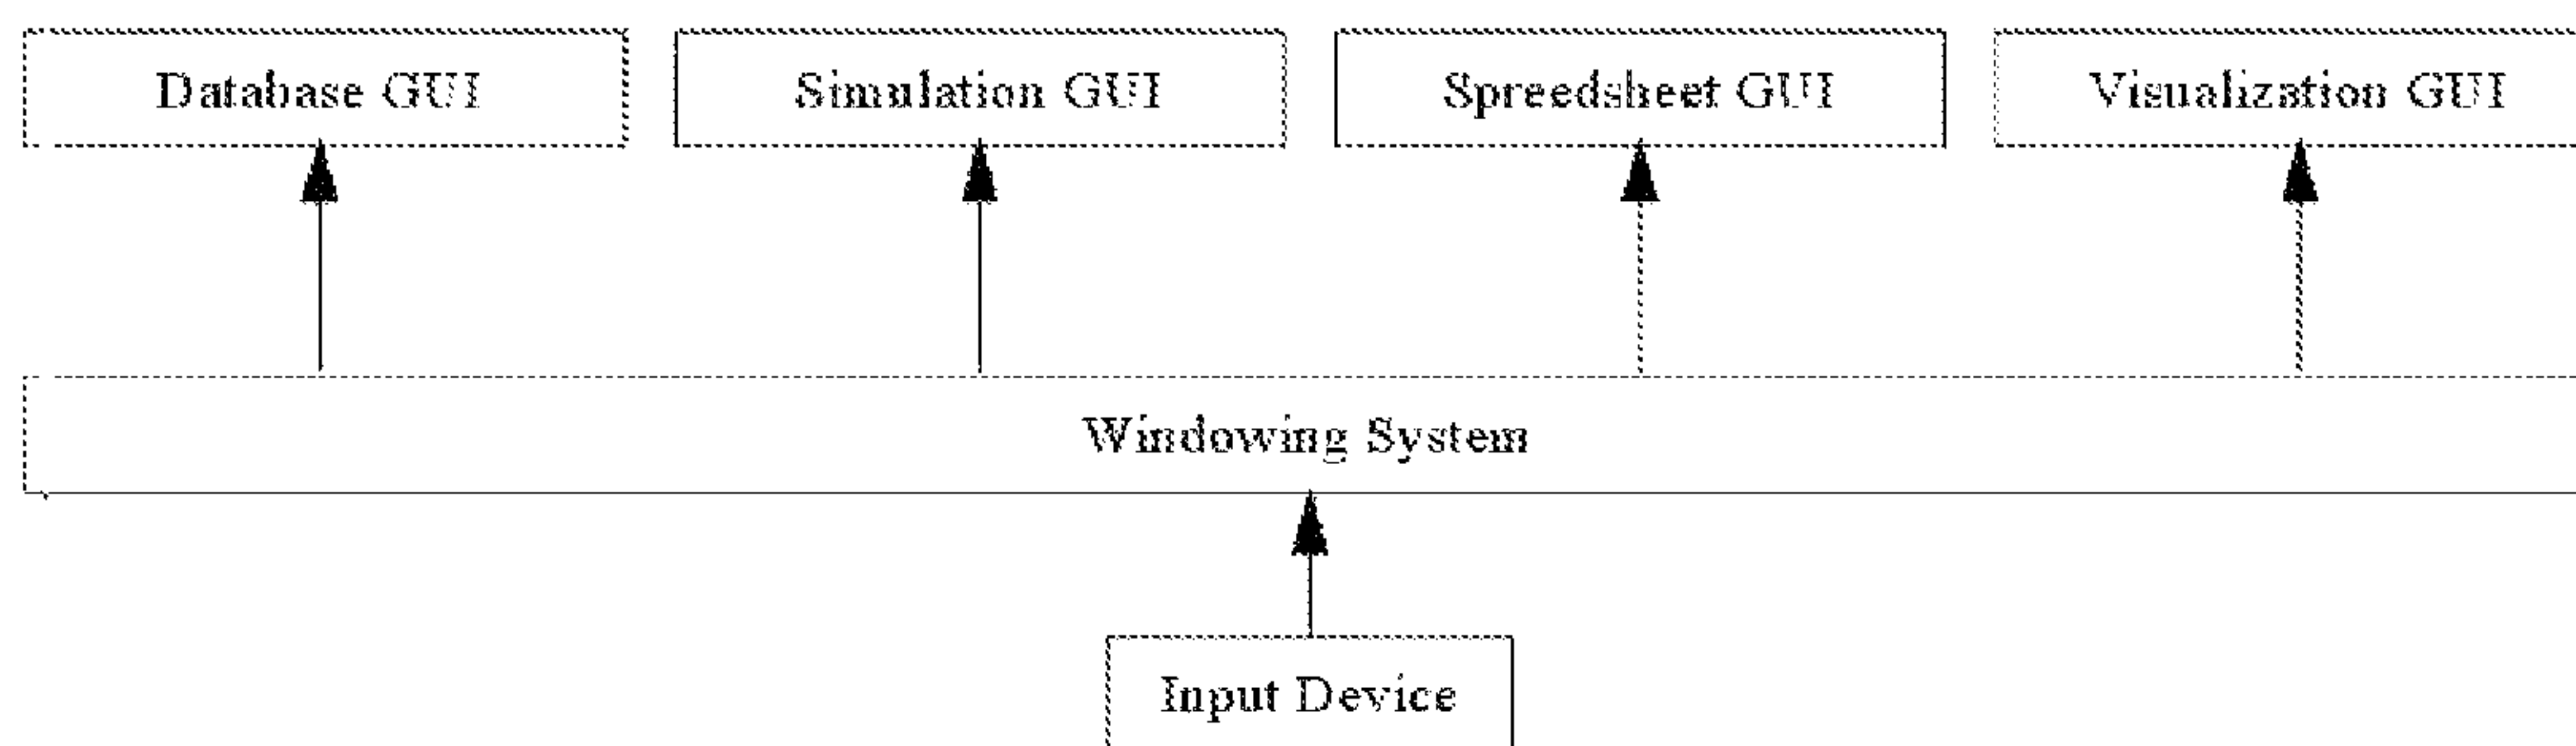 Database GUI
Simulation GUI
Spreedsheet GUI
Visualization GUI
Windowing System
Input Device